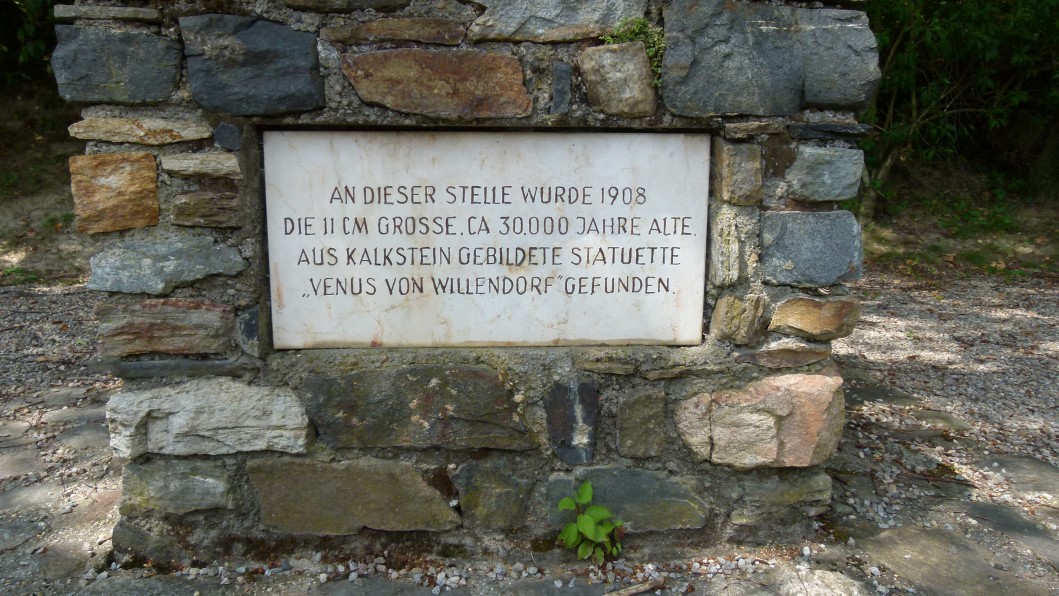 AN DIESER STELLE WURDE 1908
DIE 11 CM GROSSE, CA 30.000 JAHRE ALTE,
AUS KALKSTEIN GEBILDETE STATUETTE
„VENUS VON WILLENDORF“ GEFUNDEN.